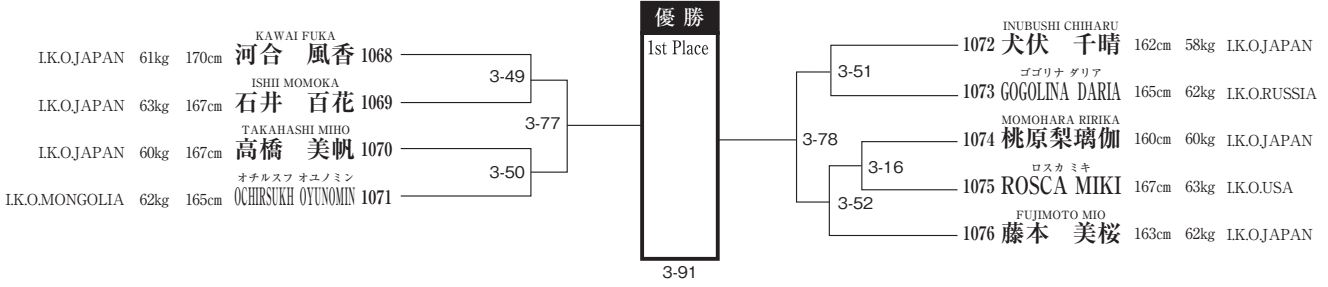 優 勝
1st Place
KAWAI FUKA
I.K.O.JAPAN 61kg 170cm 河合 風香 1068
3-49
ISHII MOMOKA
I.K.O.JAPAN 63kg 167cm 石井 百花 1069
3-77
TAKAHASHI MIHO
I.K.O.JAPAN 60kg 167cm 高橋 美帆 1070
3-50
オチルスフ オユノミン
I.K.O.MONGOLIA 62kg 165cm OCHIRSUKH OYUNOMIN 1071
INUBUSHI CHIHARU
1072 犬伏 千晴 162cm 58kg I.K.O.JAPAN
3-51
ゴゴリナ ダリア
1073 GOGOLINA DARIA 165cm 62kg I.K.O.RUSSIA
3-78
MOMOHARA RIRIKA
1074 桃原梨璃伽 160cm 60kg I.K.O.JAPAN
3-16
ロスカ ミキ
1075 ROSCA MIKI 167cm 63kg I.K.O.USA
3-52
FUJIMOTO MIO
1076 藤本 美桜 163cm 62kg I.K.O.JAPAN
3-91